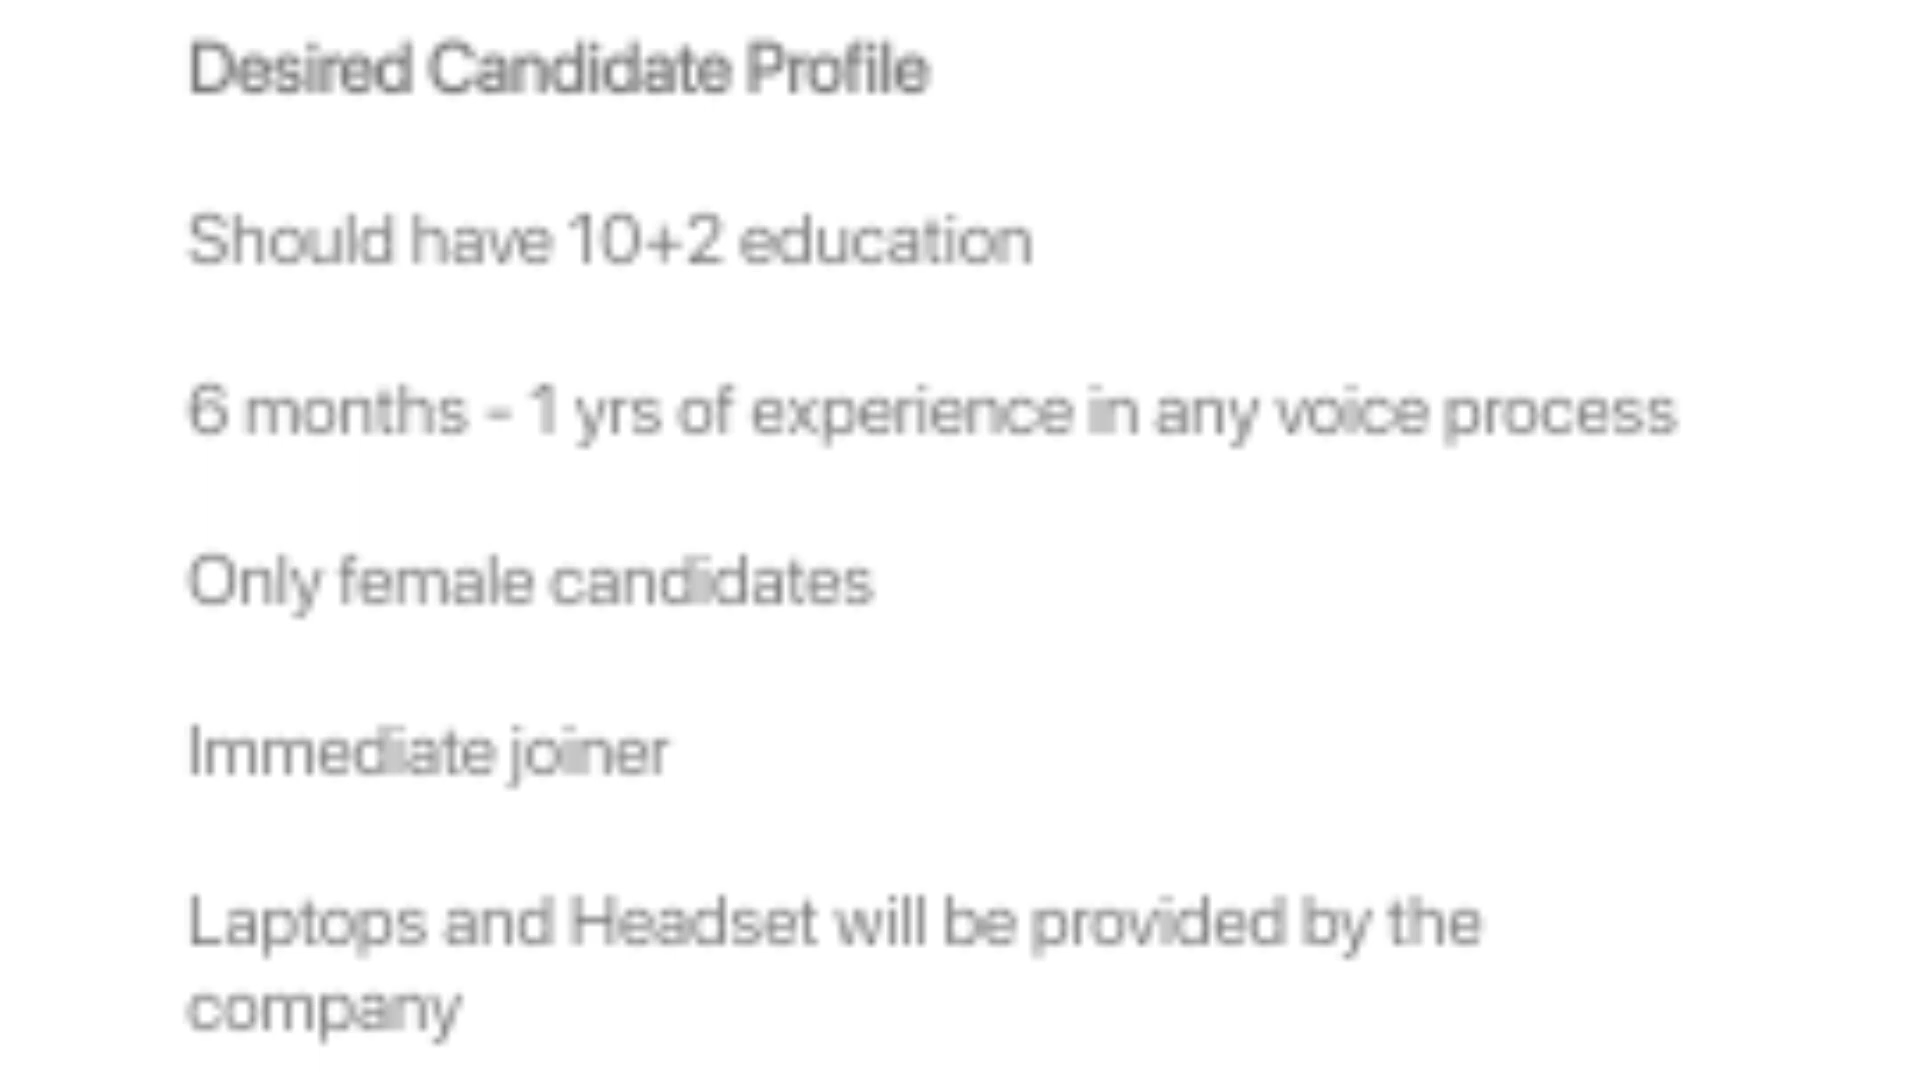 Desired Candidate Profile
Should have 10+2 education
6 months - 1 yrs of experience in any voice process
Only female candidates
Immediate joiner
Laptops and Headset will be provided by the
company